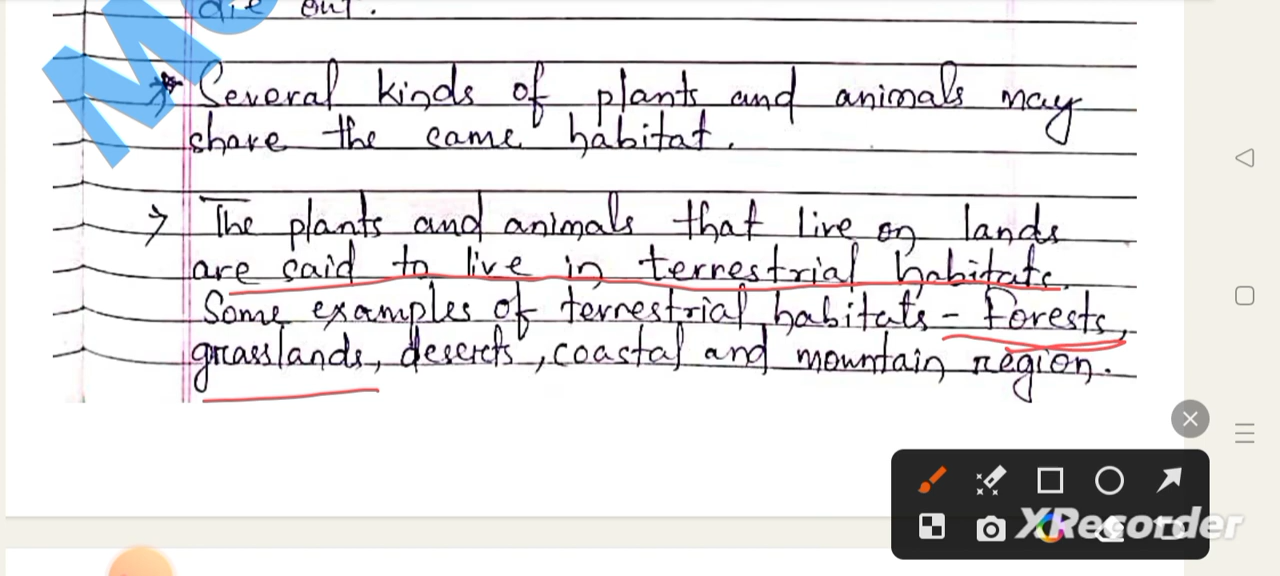 die out.
* Several kinds of plants and animals may
share the same habitat.
→ The plants and animals that live on lands
are said to live in terrestrial habitats.
Some examples of terrestrial habitats - Forests,
grasslands, deserts, coastal and mountain region.
XRecorder